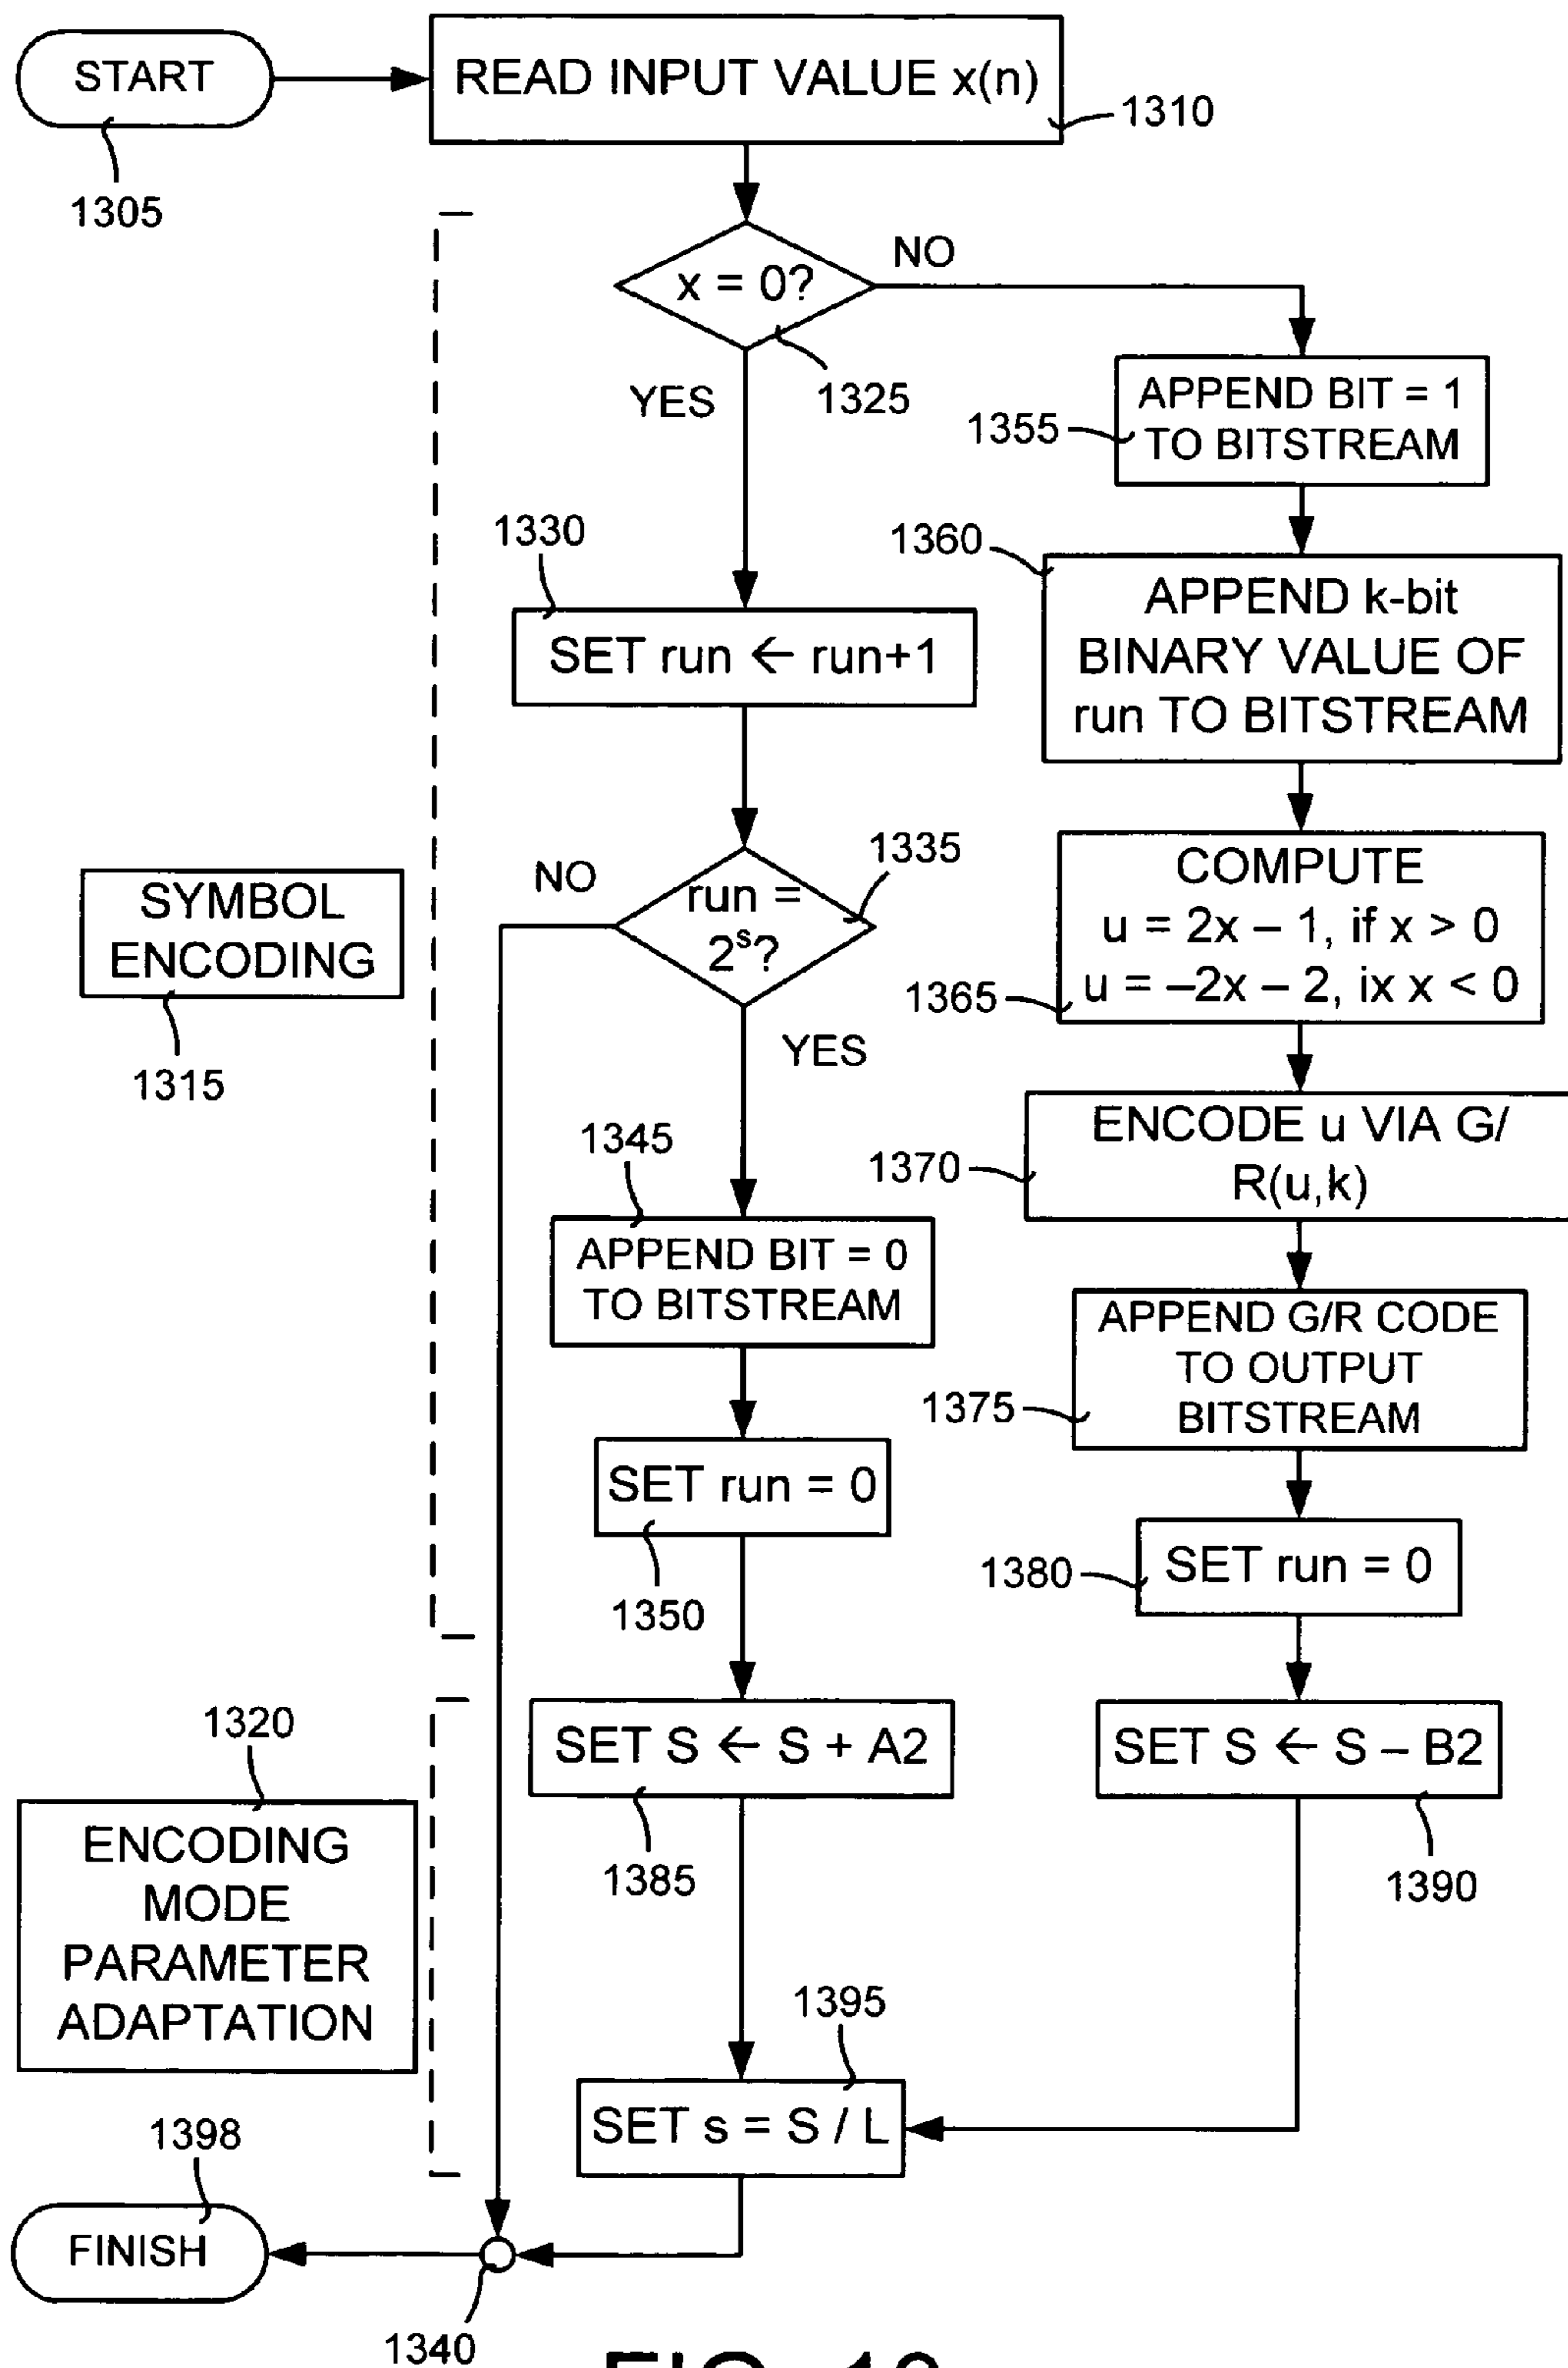 START
READ INPUT VALUE x(n)
1310
1305
x = 0?
NO
1325
YES
APPEND BIT = 1
TO BITSTREAM
1355
1330
SET run ← run+1
1360
APPEND k-bit
BINARY VALUE OF
run TO BITSTREAM
1335
NO
run =
2^s?
YES
COMPUTE
u = 2x – 1, if x > 0
u = –2x – 2, ix x < 0
1365
SYMBOL
ENCODING
1315
1345
APPEND BIT = 0
TO BITSTREAM
ENCODE u VIA G/
R(u,k)
1370
APPEND G/R CODE
TO OUTPUT
BITSTREAM
1375
SET run = 0
1350
SET run = 0
1380
1320
ENCODING
MODE
PARAMETER
ADAPTATION
SET S ← S + A2
1385
SET S ← S – B2
1390
1395
SET s = S / L
1398
FINISH
1340